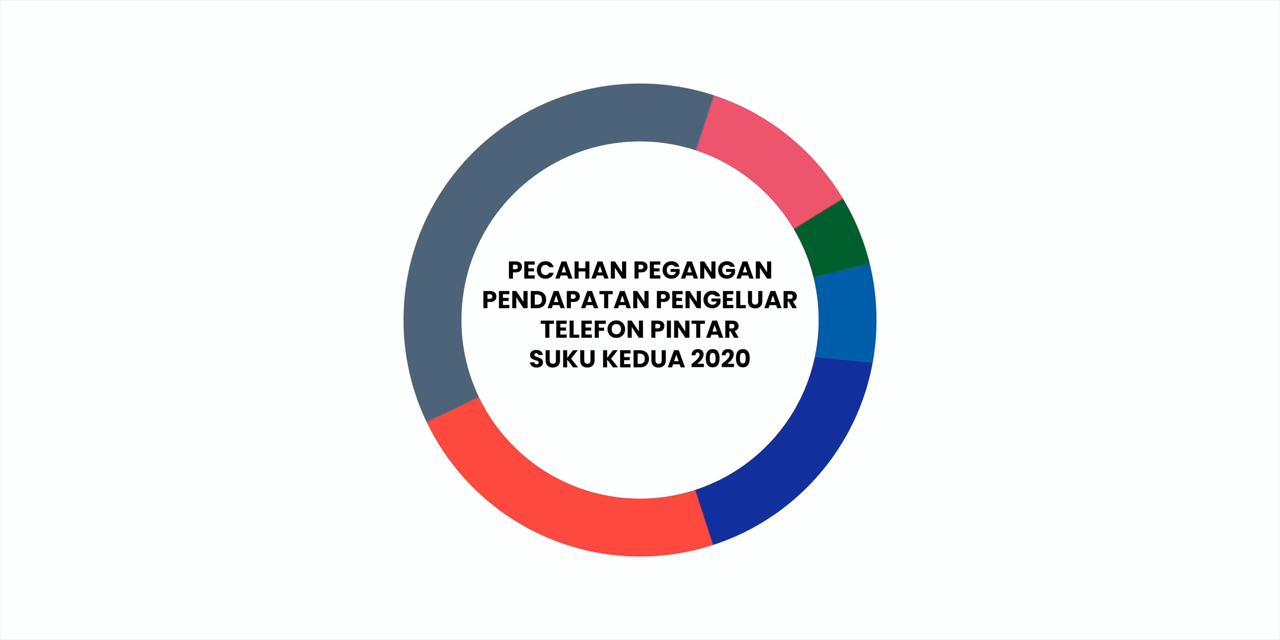 PECAHAN PEGANGAN
PENDAPATAN PENGELUAR
TELEFON PINTAR
SUKU KEDUA 2020